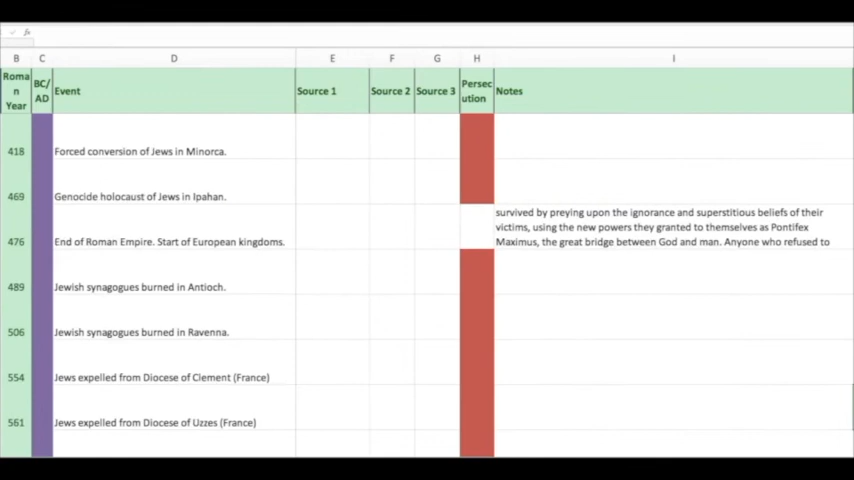 fx
B C D E F G H I
Roma
n
Year
BC/
AD
Event Source 1 Source 2 Source 3 Persec
ution
Notes
418 Forced conversion of Jews in Minorca.
469 Genocide holocaust of Jews in Ipahan.
survived by preying upon the ignorance and superstitious beliefs of their
victims, using the new powers they granted to themselves as Pontifex
476 End of Roman Empire. Start of European kingdoms. Maximus, the great bridge between God and man. Anyone who refused to
489 Jewish synagogues burned in Antioch.
506 Jewish synagogues burned in Ravenna.
554 Jews expelled from Diocese of Clement (France)
561 Jews expelled from Diocese of Uzzes (France)